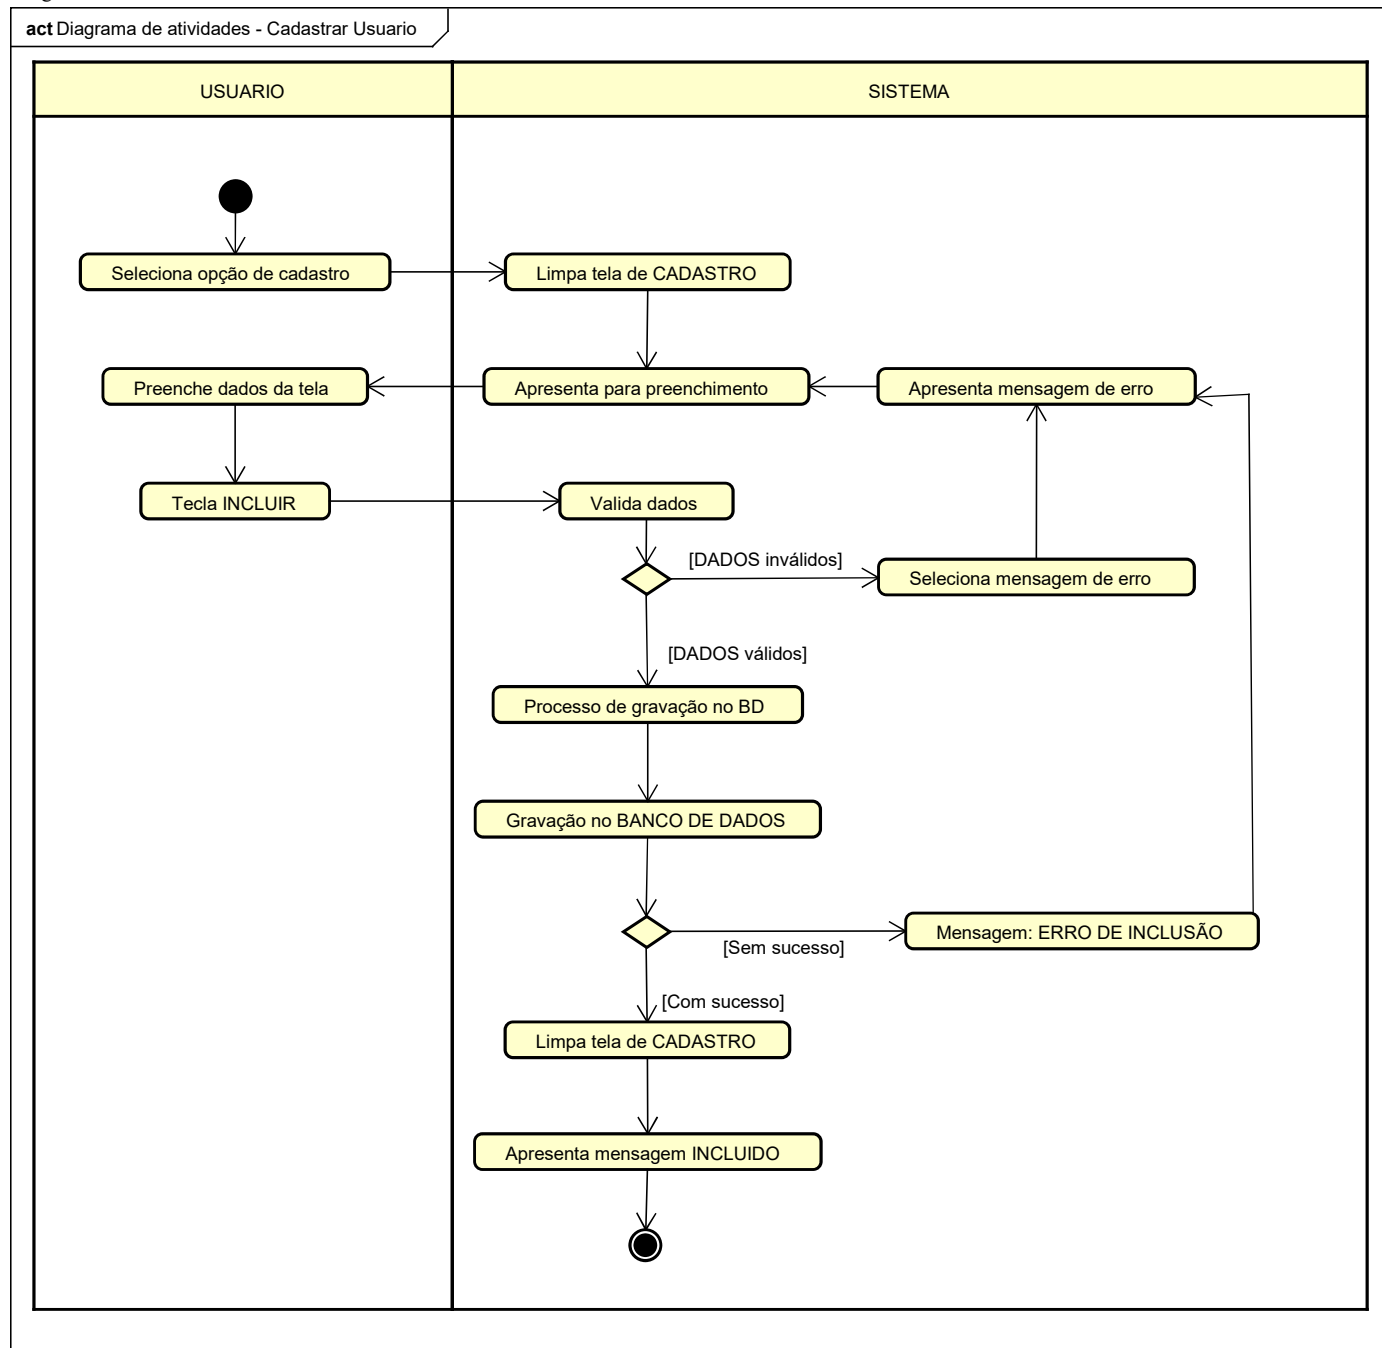 act Diagrama de atividades - Cadastrar Usuario
USUARIO
SISTEMA
Seleciona opção de cadastro
Limpa tela de CADASTRO
Preenche dados da tela
Apresenta para preenchimento
Apresenta mensagem de erro
Tecla INCLUIR
Valida dados
[DADOS inválidos]
Seleciona mensagem de erro
[DADOS válidos]
Processo de gravação no BD
Gravação no BANCO DE DADOS
Mensagem: ERRO DE INCLUSÃO
[Sem sucesso]
[Com sucesso]
Limpa tela de CADASTRO
Apresenta mensagem INCLUIDO